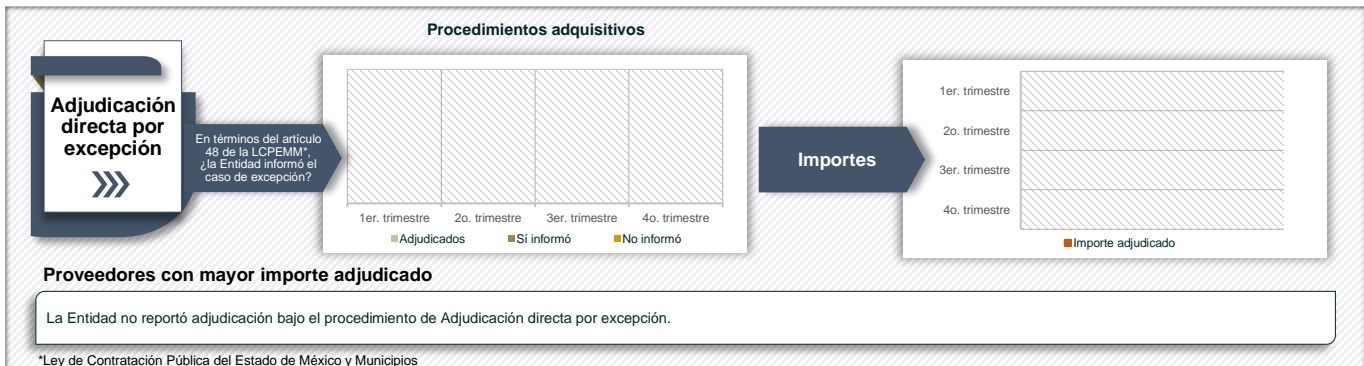 Procedimientos adquisitivos
Adjudicación
directa por
excepción
En términos del artículo
48 de la LCPEMM*,
¿la Entidad informó el
caso de excepción?
1er. trimestre 2o. trimestre 3er. trimestre 4o. trimestre
Adjudicados Sí informó No informó
Importes
1er. trimestre
2o. trimestre
3er. trimestre
4o. trimestre
Importe adjudicado
Proveedores con mayor importe adjudicado
La Entidad no reportó adjudicación bajo el procedimiento de Adjudicación directa por excepción.
*Ley de Contratación Pública del Estado de México y Municipios